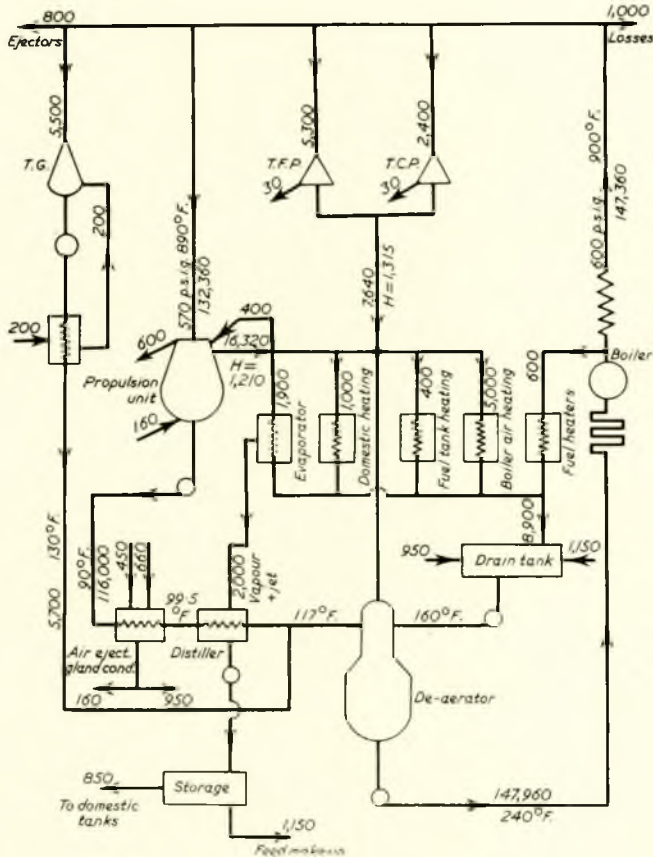 800
Ejectors
1,000
Losses
5,500
T.G.
200
200
5,300
T.F.P.
30
2,400
T.C.P.
30
900°F.
600 p.s.i.g.
147,360
570 p.s.i.g. 890°F.
132,360
7,640
H=1,315
400
600
16,320
H=
1,210
Propulsion
unit
160
1,900
Evaporator
1,000
Domestic heating
400
Fuel tank heating
5,000
Boiler air heating
600
Fuel heaters
Boiler
8,900
950
Drain tank
1,150
130°F.
5,700
90°F.
116,000
450
660
99·5
°F
2,000
Vapour
+ jet
117°F.
160°F.
Air eject.
gland cond.
Distiller
160
950
De-aerator
850
Storage
To domestic
tanks
1,150
Feed make-up
147,960
240°F.